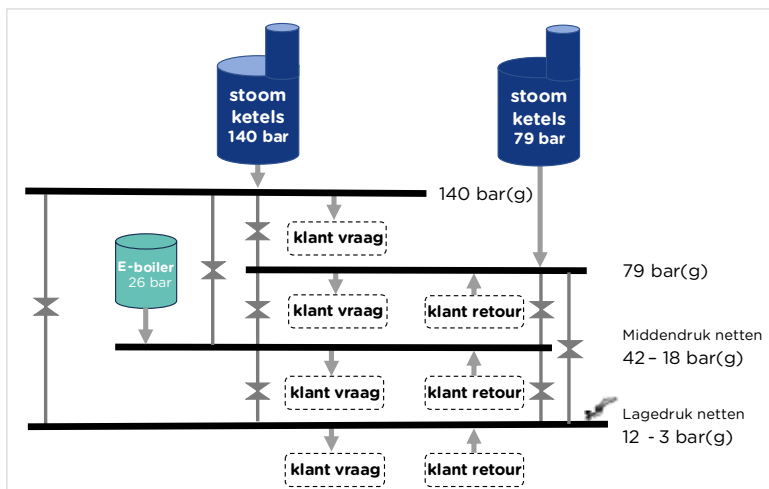 stoom
ketels
140 bar
stoom
ketels
79 bar
140 bar(g)
klant vraag
E-boiler
26 bar
79 bar(g)
klant vraag
klant retour
Middendruk netten
42 – 18 bar(g)
klant vraag
klant retour
Lagedruk netten
12 - 3 bar(g)
klant vraag
klant retour